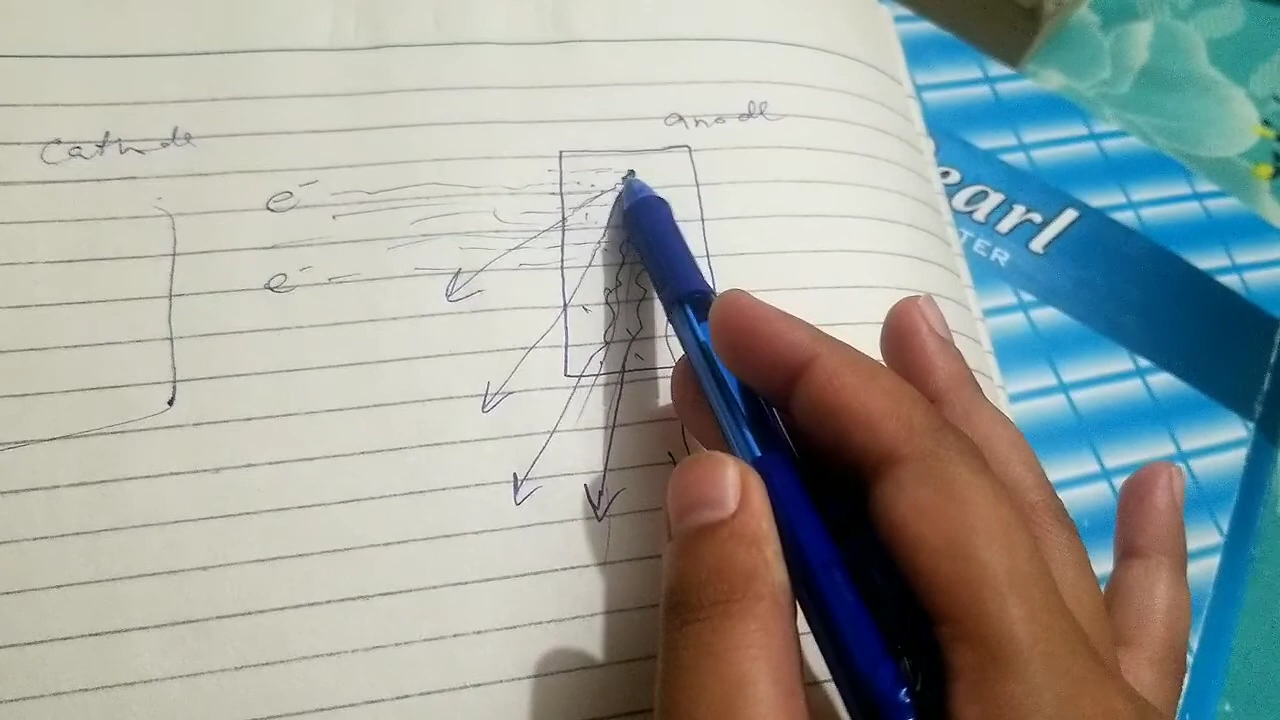 Cathode
anode
e⁻
e⁻
earl
TER